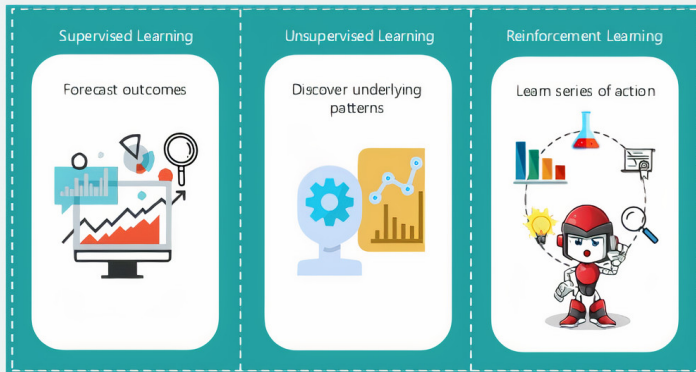 Supervised Learning
Forecast outcomes
Unsupervised Learning
Discover underlying
patterns
Reinforcement Learning
Learn series of action